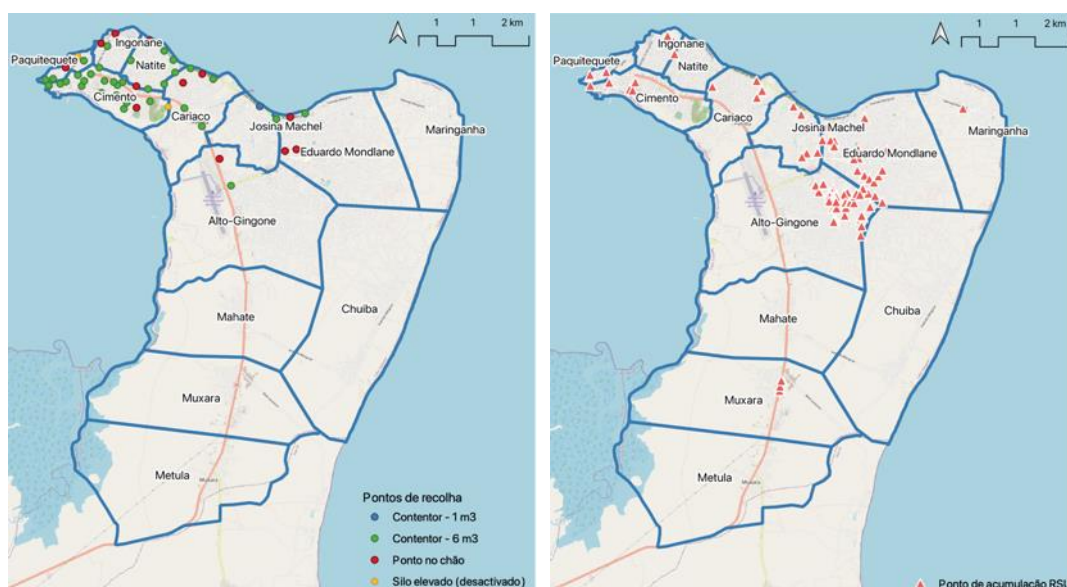 1 1 2 km
Ingonane
Paquitequete
Natite
Cimento
Cariaco
Josina Machel
Maringanha
Eduardo Mondlane
Alto-Gingone
Chuiba
Mahate
Muxara
Metula
Muxara
Pontos de recolha
Contentor - 1 m3
Contentor - 6 m3
Ponto no chão
Silo elevado (desactivado)
1 1 2 km
Ingonane
Paquitequete
Natite
Cimento
Cariaco
Josina Machel
Maringanha
Eduardo Mondlane
Alto-Gingone
Chuiba
Mahate
Muxara
Metula
Muxara
Ponto de acumulação RSU